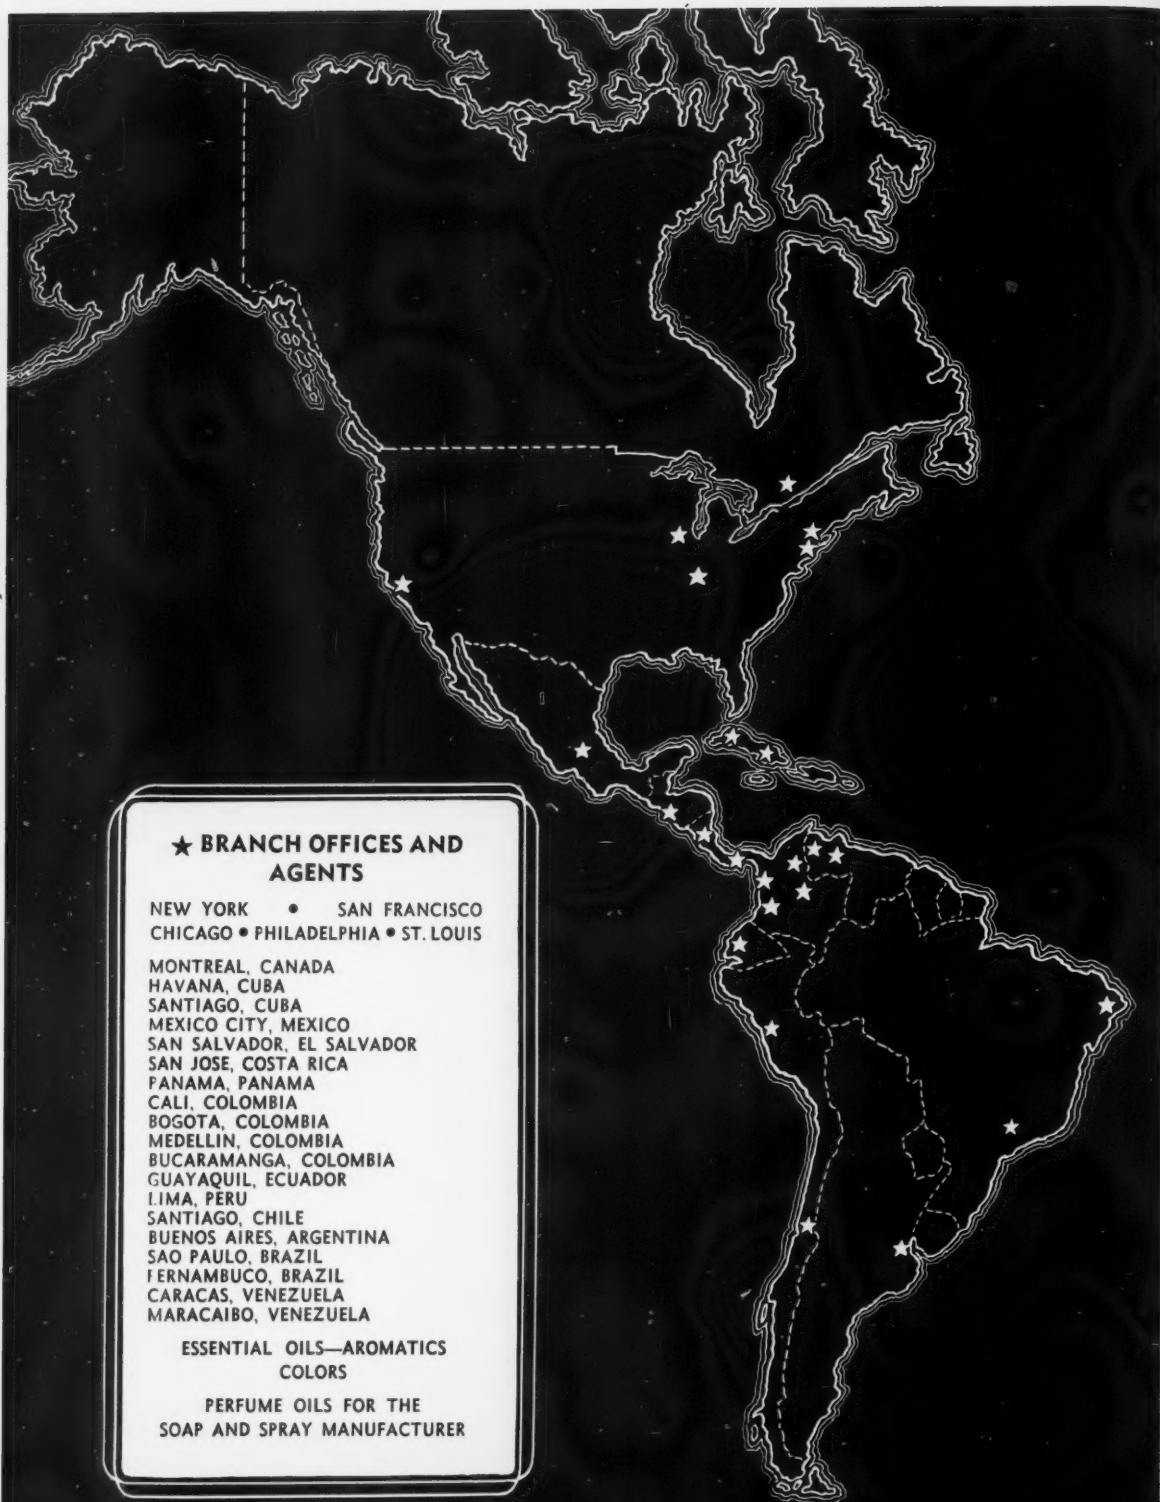 ★ BRANCH OFFICES AND
AGENTS
NEW YORK • SAN FRANCISCO
CHICAGO • PHILADELPHIA • ST. LOUIS
MONTREAL, CANADA
HAVANA, CUBA
SANTIAGO, CUBA
MEXICO CITY, MEXICO
SAN SALVADOR, EL SALVADOR
SAN JOSE, COSTA RICA
PANAMA, PANAMA
CALI, COLOMBIA
BOGOTA, COLOMBIA
MEDELLIN, COLOMBIA
BUCARAMANGA, COLOMBIA
GUAYAQUIL, ECUADOR
LIMA, PERU
SANTIAGO, CHILE
BUENOS AIRES, ARGENTINA
SAO PAULO, BRAZIL
PERNAMBUCO, BRAZIL
CARACAS, VENEZUELA
MARACAIBO, VENEZUELA
ESSENTIAL OILS—AROMATICS
COLORS
PERFUME OILS FOR THE
SOAP AND SPRAY MANUFACTURER